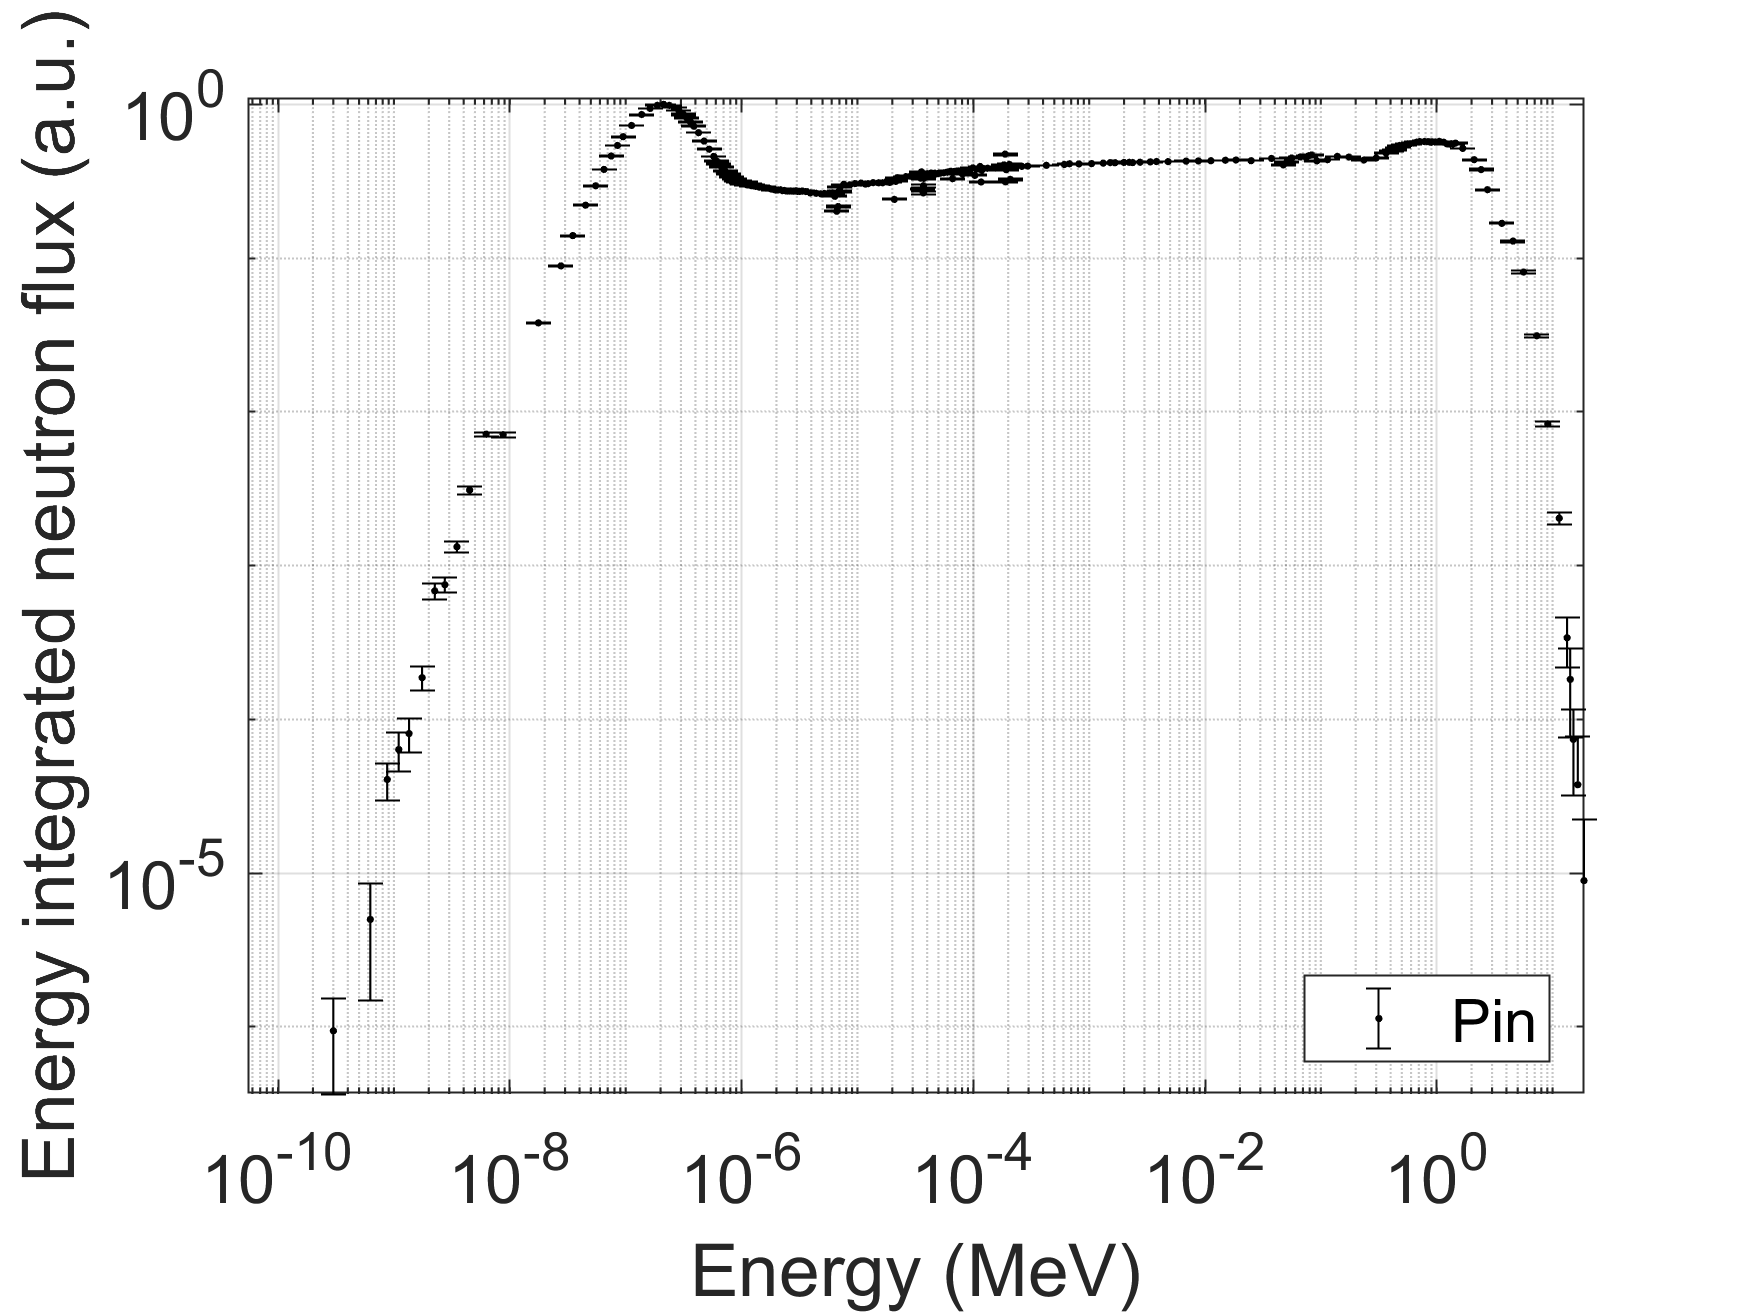 Energy integrated neutron flux (a.u.)
10^0
10^-5
Pin
10^-10 10^-8 10^-6 10^-4 10^-2 10^0
Energy (MeV)